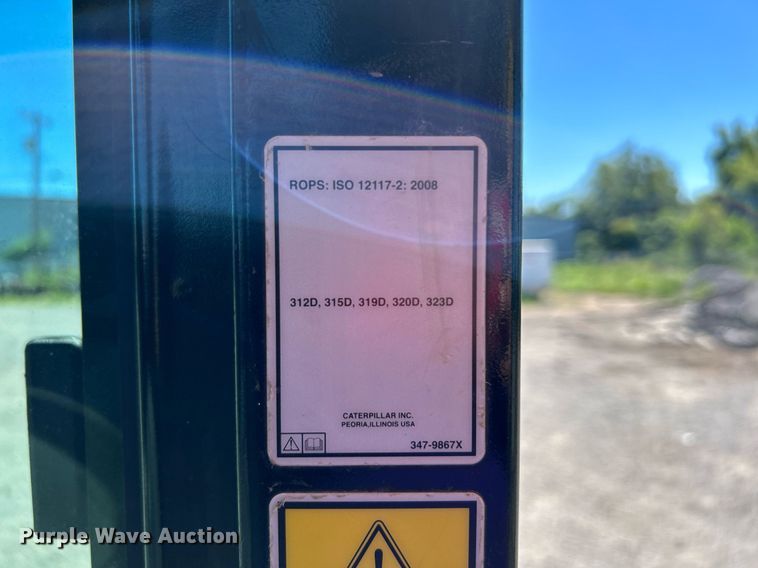 ROPS: ISO 12117-2: 2008
312D, 315D, 319D, 320D, 323D
CATERPILLAR INC.
PEORIA,ILLINOIS USA
347-9867X
Purple Wave Auction